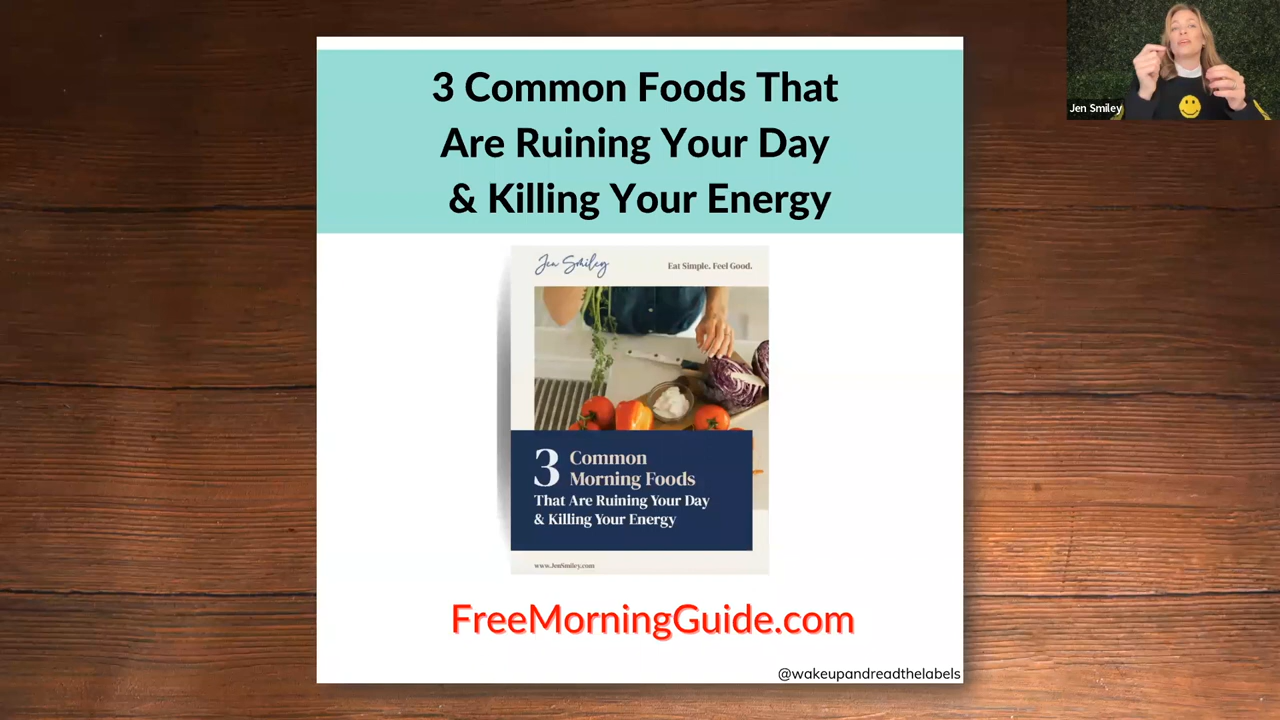 3 Common Foods That
Are Ruining Your Day
& Killing Your Energy
Jen Smiley
Eat Simple. Feel Good.
3 Common
Morning Foods
That Are Ruining Your Day
& Killing Your Energy
www.JenSmiley.com
FreeMorningGuide.com
@wakeupandreadthelabels
Jen Smiley